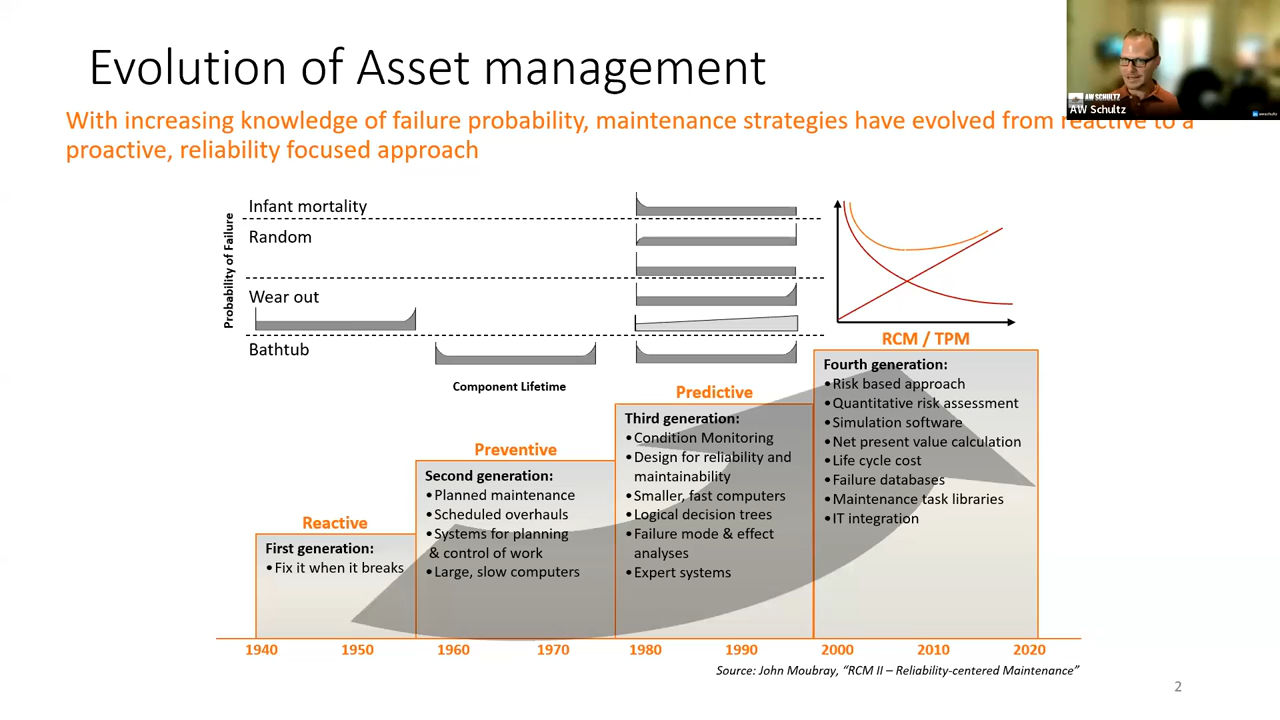 Evolution of Asset management
AW SCHULTZ
AW Schultz
With increasing knowledge of failure probability, maintenance strategies have evolved from reactive to a
proactive, reliability focused approach
Probability of Failure
Infant mortality
Random
Wear out
Bathtub
Component Lifetime
Reactive
First generation:
•Fix it when it breaks
Preventive
Second generation:
•Planned maintenance
•Scheduled overhauls
•Systems for planning
& control of work
•Large, slow computers
Predictive
Third generation:
•Condition Monitoring
•Design for reliability and
maintainability
•Smaller, fast computers
•Logical decision trees
•Failure mode & effect
analyses
•Expert systems
RCM / TPM
Fourth generation:
•Risk based approach
•Quantitative risk assessment
•Simulation software
•Net present value calculation
•Life cycle cost
•Failure databases
•Maintenance task libraries
•IT integration
1940 1950 1960 1970 1980 1990 2000 2010 2020
Source: John Moubray, “RCM II – Reliability-centered Maintenance”
2